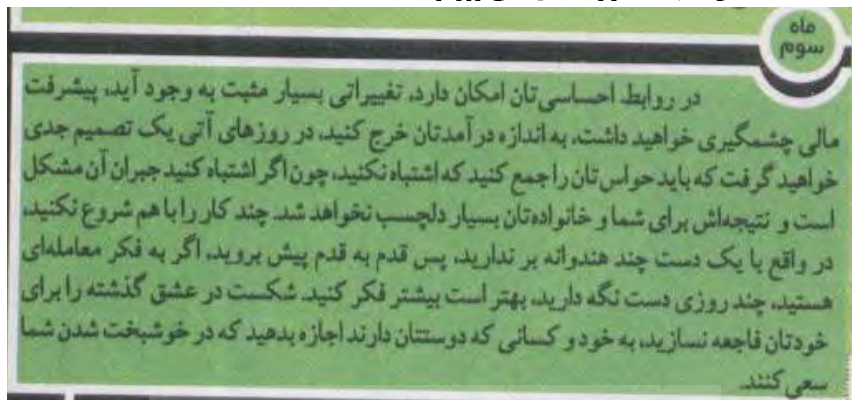 ماه
سوم
در روابط احساسی‌تان امکان دارد، تغییراتی بسیار مثبت به وجود آید، پیشرفت
مالی چشمگیری خواهید داشت، به اندازه درآمدتان خرج کنید، در روزهای آتی یک تصمیم جدی
خواهید گرفت که باید حواس‌تان را جمع کنید که اشتباه نکنید، چون اگر اشتباه کنید جبران آن مشکل
است و نتیجه‌اش برای شما و خانواده‌تان بسیار دلچسب نخواهد شد. چند کار را با هم شروع نکنید،
در واقع با یک دست چند هندوانه بر ندارید، پس قدم به قدم پیش بروید، اگر به فکر معامله‌ای
هستید، چند روزی دست نگه دارید، بهتر است بیشتر فکر کنید. شکست در عشق گذشته را برای
خودتان فاجعه نسازید، به خود و کسانی که دوستتان دارند اجازه بدهید که در خوشبخت شدن شما
سعی کنند.